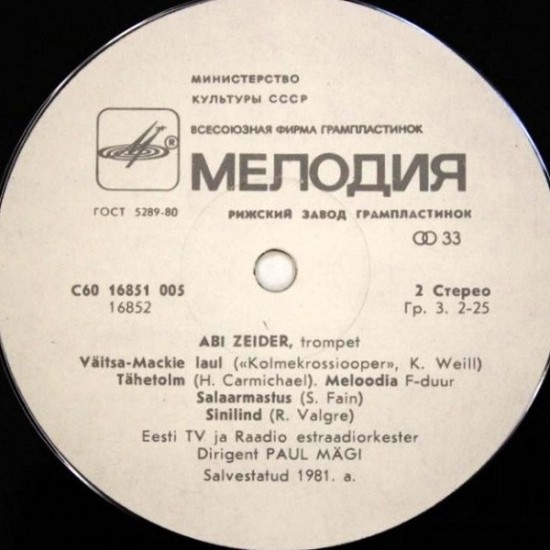 МИНИСТЕРСТВО
КУЛЬТУРЫ СССР
ВСЕСОЮЗНАЯ ФИРМА ГРАМПЛАСТИНОК
®
МЕЛОДИЯ
ГОСТ 5289-80
РИЖСКИЙ ЗАВОД ГРАМПЛАСТИНОК
33
С60 16851 005
2 Стерео
16852
Гр. 3. 2-25
ABI ZEIDER, trompet
Väitsa-Mackie laul («Kolmekrossiooper», K. Weill)
Tähetolm (H. Carmichael). Meloodia F-duur
Salaarmastus (S. Fain)
Sinilind (R. Valgre)
Eesti TV ja Raadio estraadiorkester
Dirigent PAUL MÄGI
Salvestatud 1981. a.